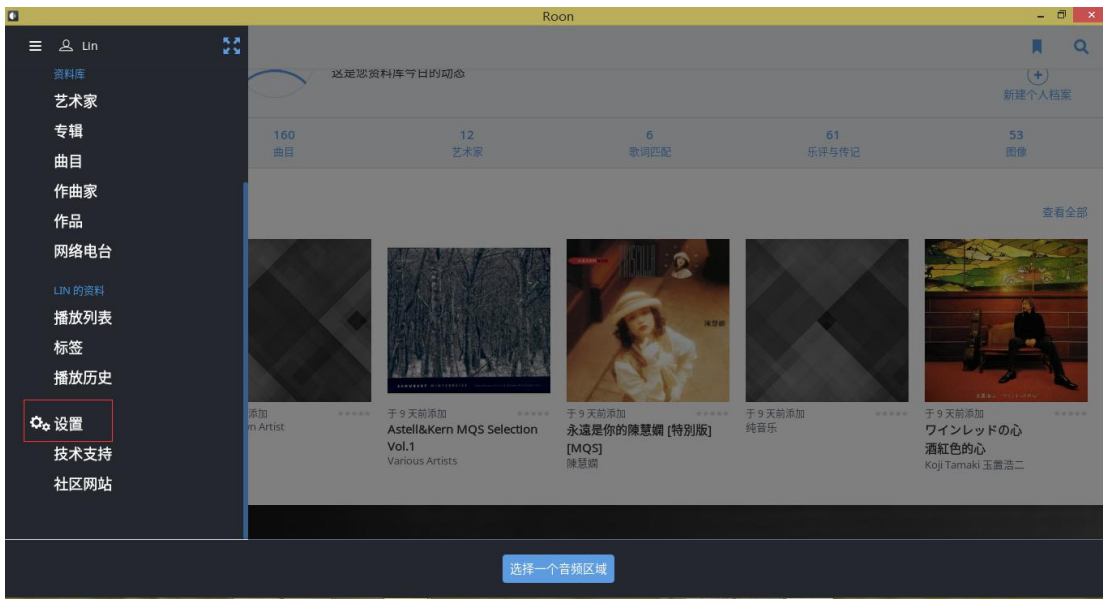 Roon
Lin
资料库
艺术家
专辑
曲目
作曲家
作品
网络电台
LIN 的资料
播放列表
标签
播放历史
设置
技术支持
社区网站
这是您资料库今日的动态
新建个人档案
160
曲目
12
艺术家
6
歌词匹配
61
乐评与传记
53
图像
查看全部
PRISCILLA
陳慧嫻
添加
n Artist
于 9 天前添加
Astell&Kern MQS Selection
Vol.1
Various Artists
于 9 天前添加
永遠是你的陳慧嫻 [特別版]
[MQS]
陳慧嫻
于 9 天前添加
纯音乐
于 9 天前添加
ワインレッドの心
酒紅色的心
Koji Tamaki 玉置浩二
选择一个音频区域